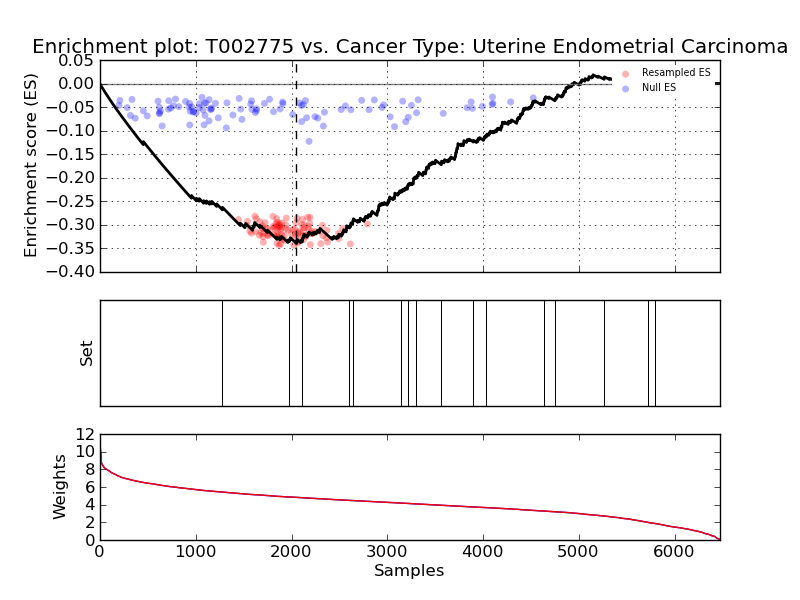 Enrichment plot: T002775 vs. Cancer Type: Uterine Endometrial Carcinoma
0.05
0.00
−0.05
−0.10
−0.15
−0.20
−0.25
−0.30
−0.35
−0.40
Enrichment score (ES)
Resampled ES
Null ES
Set
12
10
8
6
4
2
0
Weights
0 1000 2000 3000 4000 5000 6000
Samples